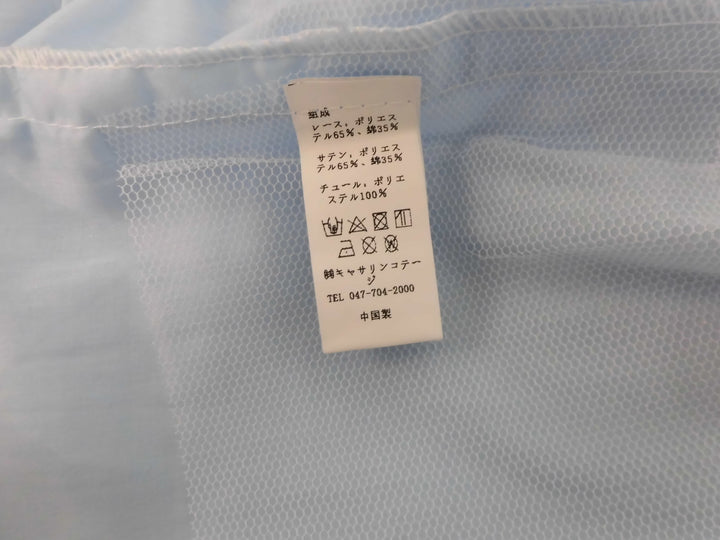 組成
レース, ポリエス
テル65%、綿35%
サテン, ポリエス
テル65%、綿35%
チュール, ポリエ
ステル100%
㈱キャサリンコテー
ジ
TEL 047-704-2000
中国製